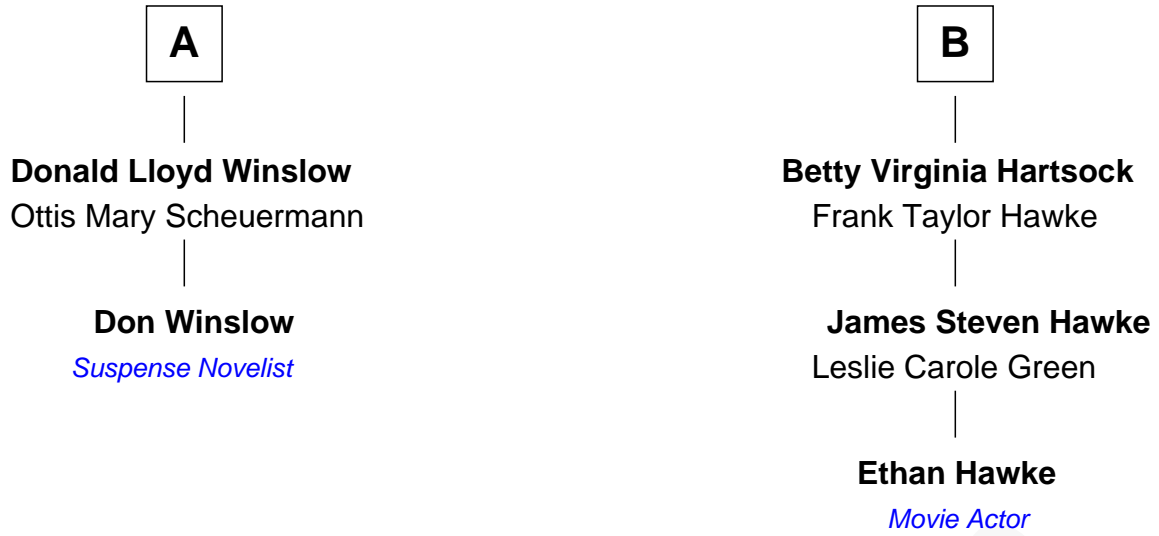 A
Donald Lloyd Winslow
Ottis Mary Scheuermann
Don Winslow
Suspense Novelist
B
Betty Virginia Hartsock
Frank Taylor Hawke
James Steven Hawke
Leslie Carole Green
Ethan Hawke
Movie Actor